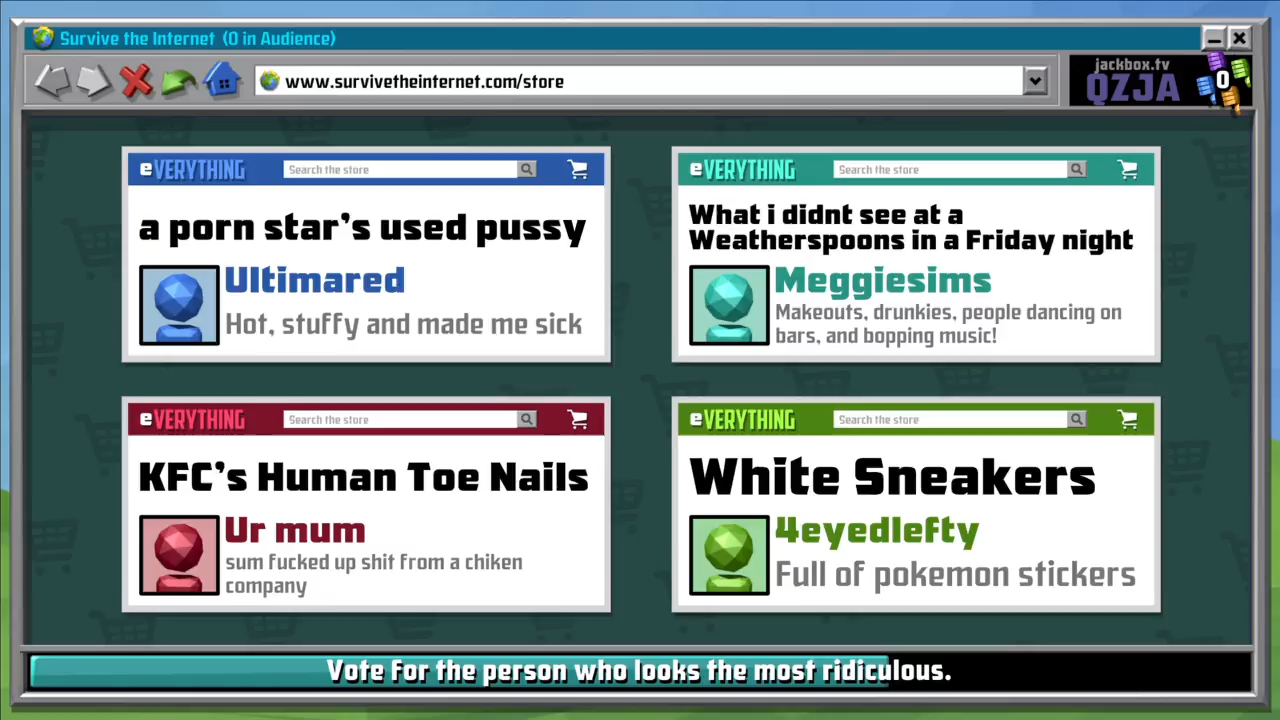 Survive the Internet (0 in Audience)
www.survivetheinternet.com/store
jackbox.tv
QZJA
0
eVERYTHING
Search the store
a porn star's used pussy
Ultimared
Hot, stuffy and made me sick
eVERYTHING
Search the store
What i didnt see at a
Weatherspoons in a Friday night
Meggiesims
Makeouts, drunkies, people dancing on
bars, and bopping music!
eVERYTHING
Search the store
KFC's Human Toe Nails
Ur mum
sum fucked up shit from a chiken
company
eVERYTHING
Search the store
White Sneakers
4eyedlefty
Full of pokemon stickers
Vote for the person who looks the most ridiculous.